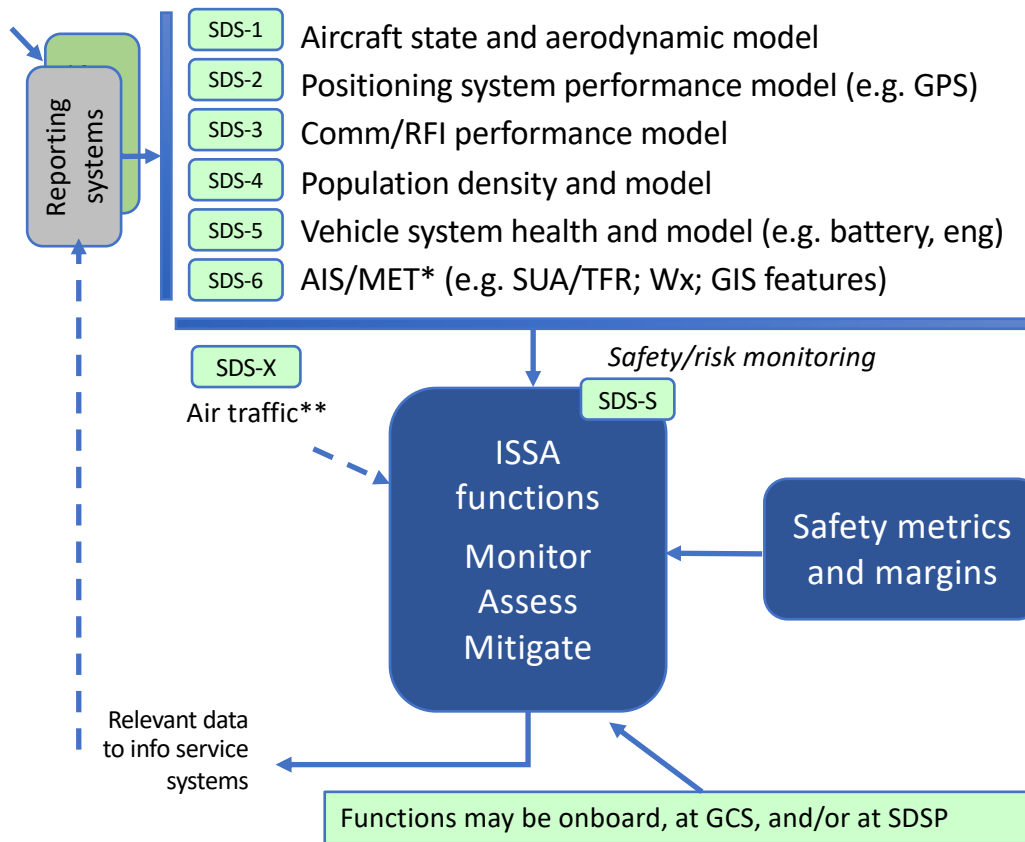 SDS-1 Aircraft state and aerodynamic model
SDS-2 Positioning system performance model (e.g. GPS)
SDS-3 Comm/RFI performance model
SDS-4 Population density and model
SDS-5 Vehicle system health and model (e.g. battery, eng)
SDS-6 AIS/MET* (e.g. SUA/TFR; Wx; GIS features)
Reporting
systems
SDS-X
Air traffic**
Safety/risk monitoring
SDS-S
ISSA
functions
Monitor
Assess
Mitigate
Safety metrics
and margins
Relevant data
to info service
systems
Functions may be onboard, at GCS, and/or at SDSP